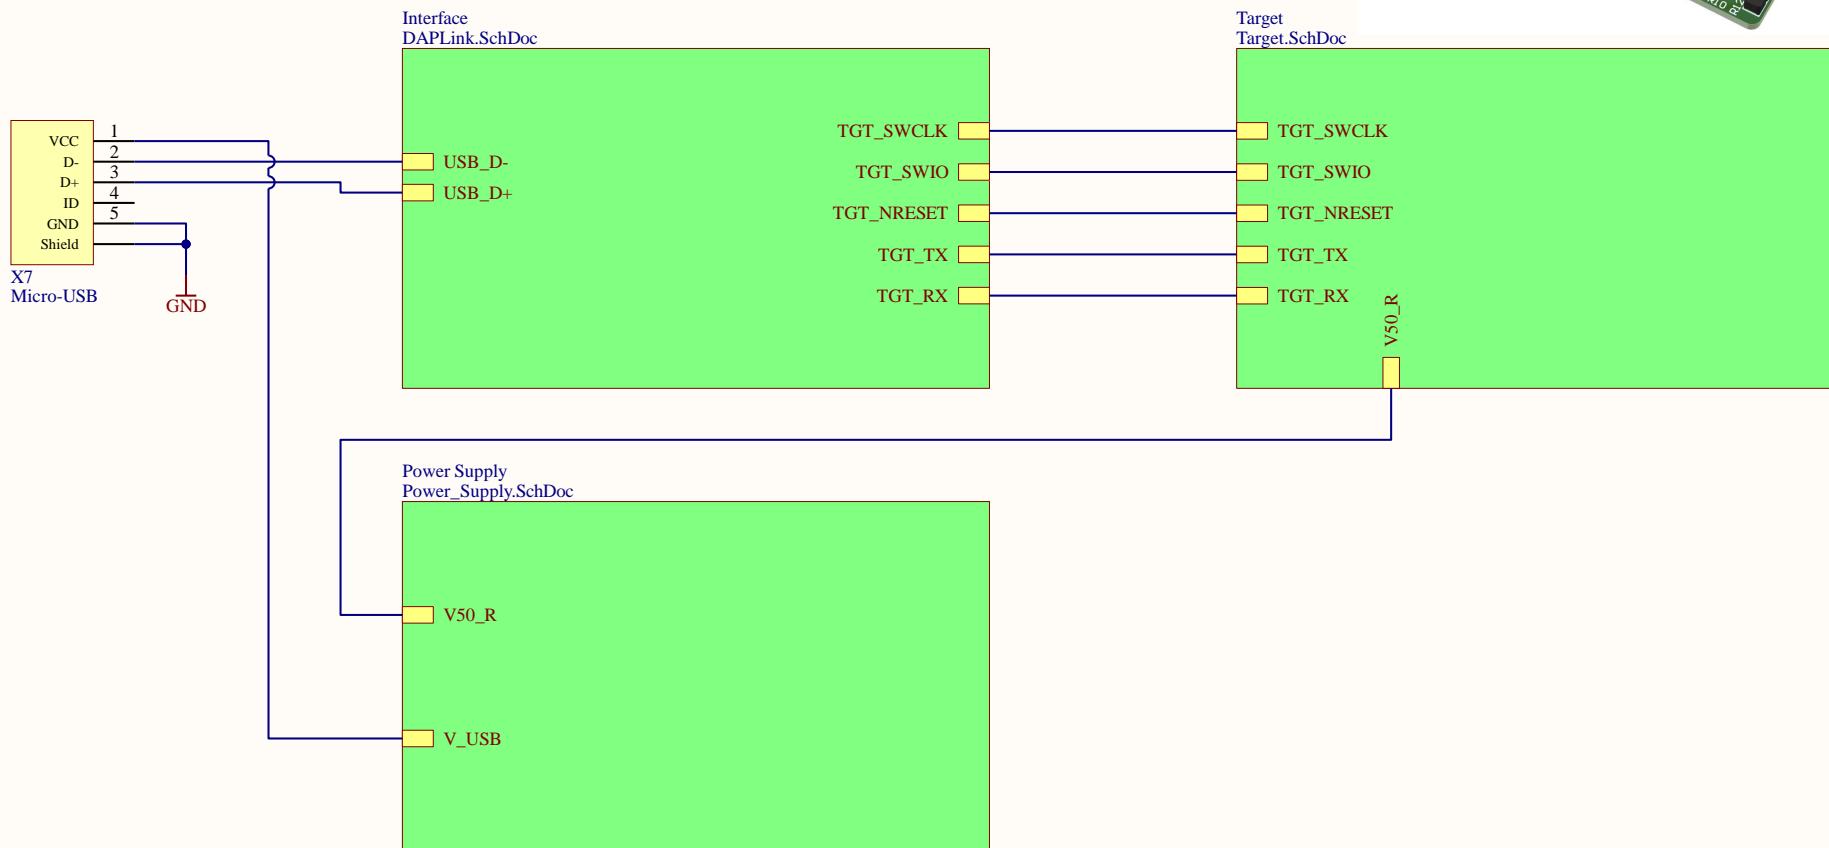 Interface
DAPLink.SchDoc
Target
Target.SchDoc
VCC 1
D- 2
D+ 3
ID 4
GND 5
Shield
X7
Micro-USB
GND
USB_D-
USB_D+
TGT_SWCLK
TGT_SWIO
TGT_NRESET
TGT_TX
TGT_RX
TGT_SWCLK
TGT_SWIO
TGT_NRESET
TGT_TX
TGT_RX
V50_R
Power Supply
Power_Supply.SchDoc
V50_R
V_USB